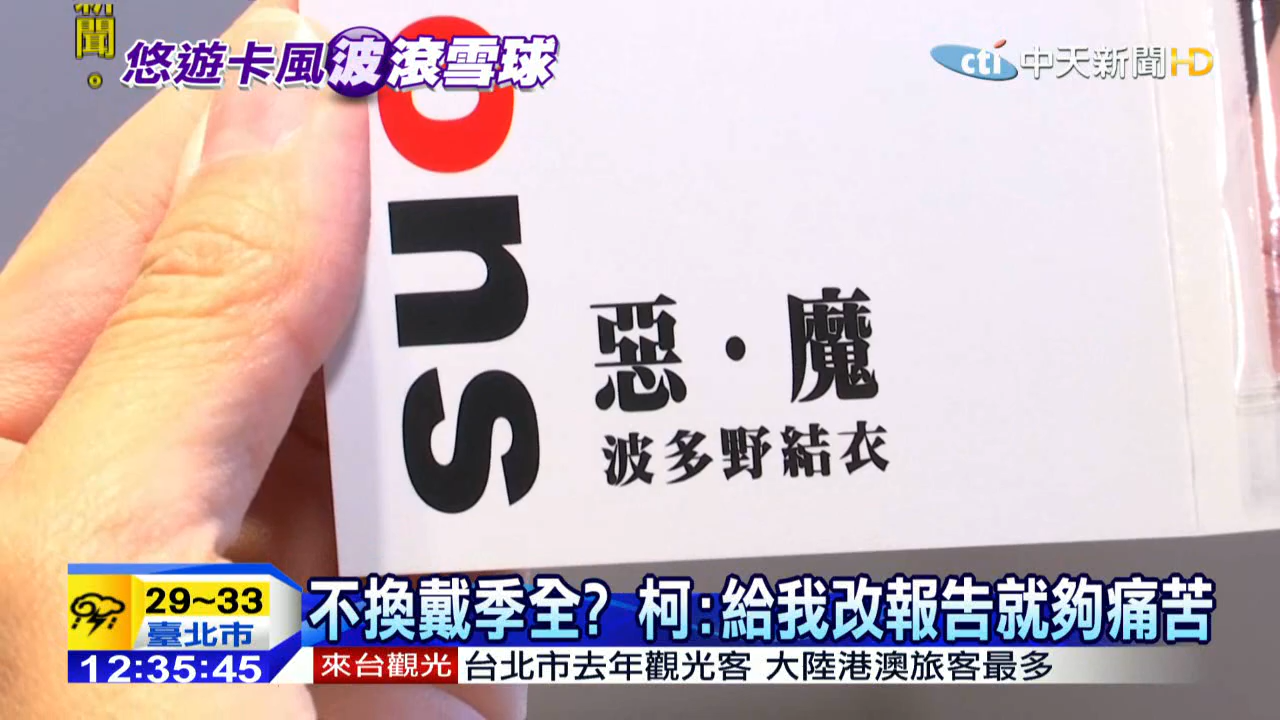 聞。
悠遊卡風波滾雪球
cti 中天新聞HD
ous
惡・魔
波多野結衣
29~33
臺北市
12:35:45
不換戴季全? 柯:給我改報告就夠痛苦
來台觀光 台北市去年觀光客 大陸港澳旅客最多